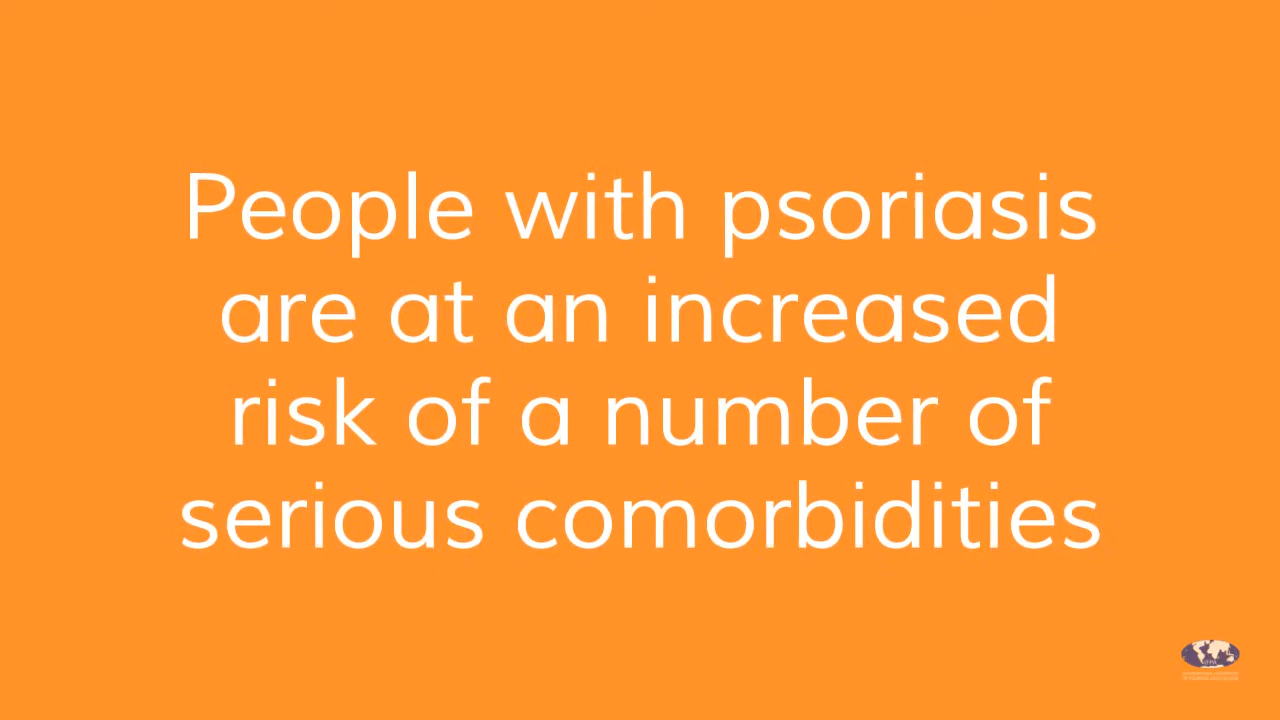 People with psoriasis
are at an increased
risk of a number of
serious comorbidities